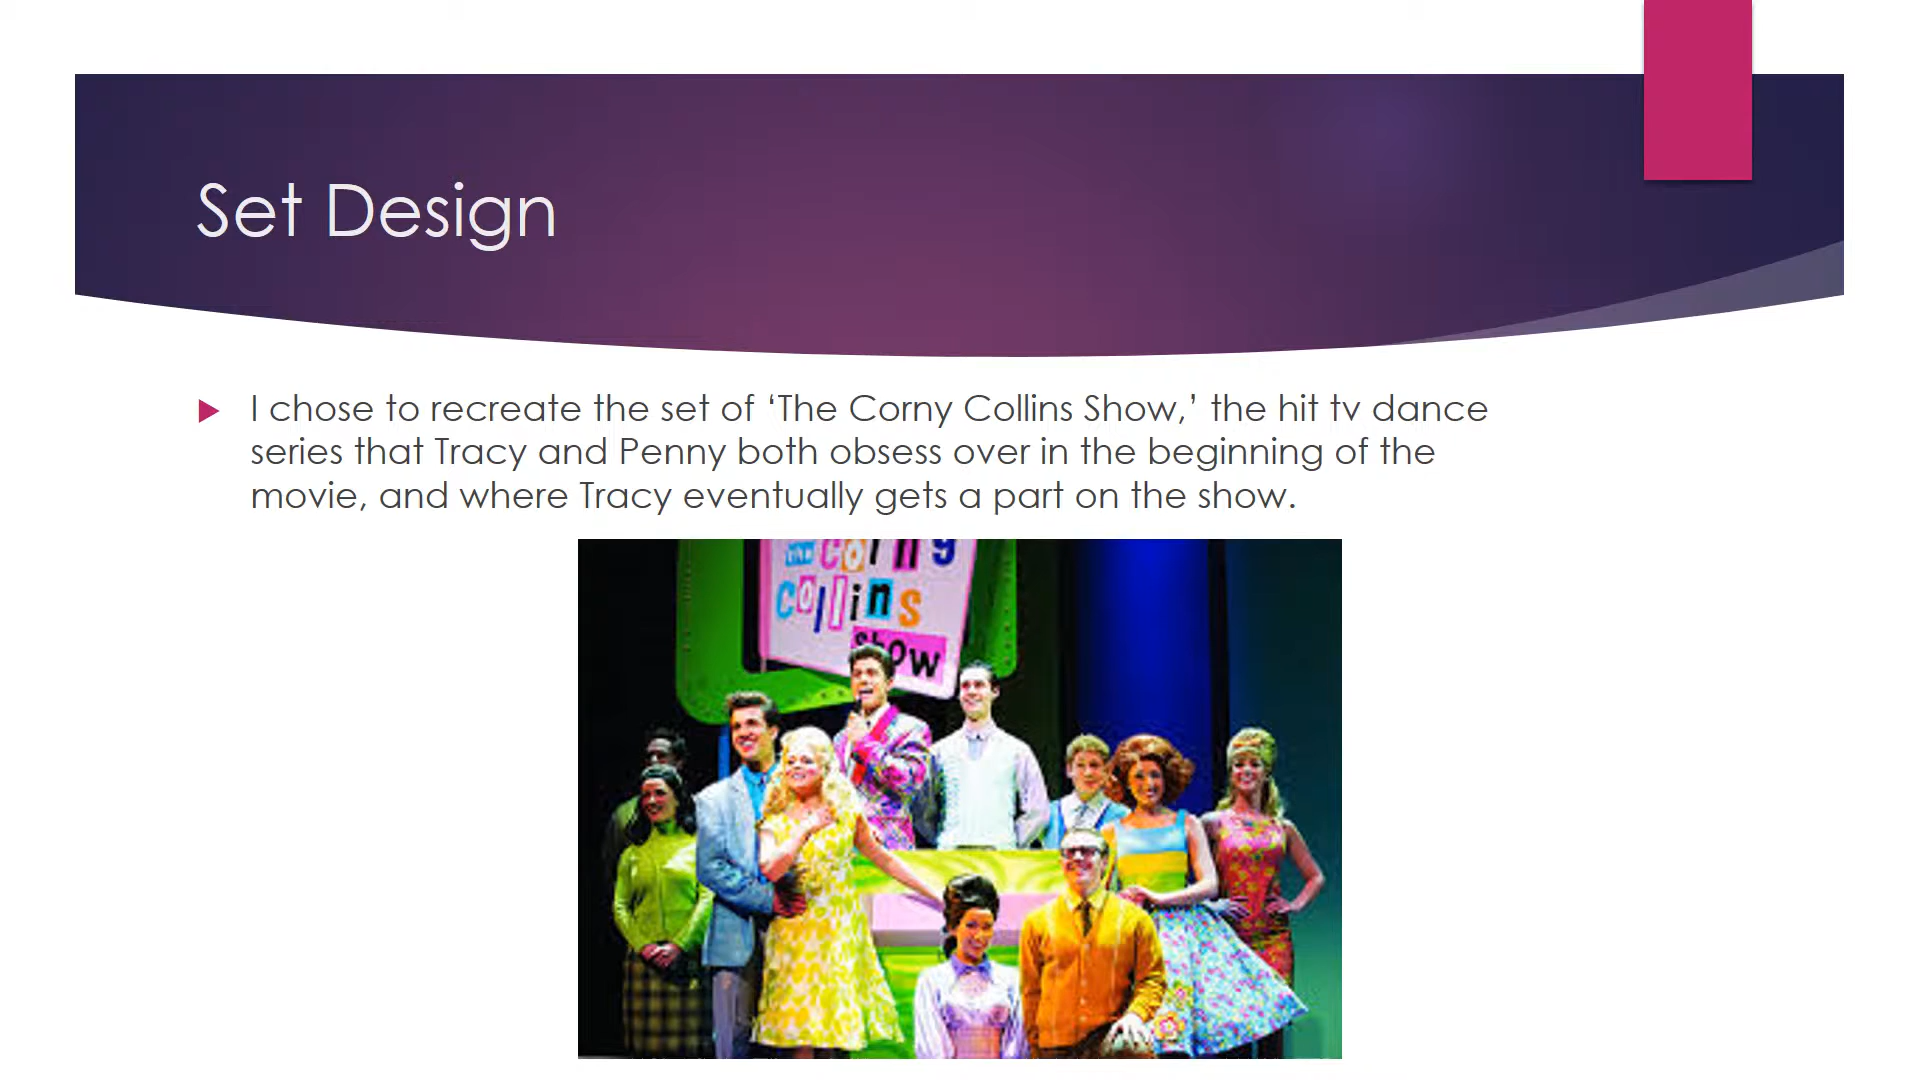 Set Design
I chose to recreate the set of ‘The Corny Collins Show,’ the hit tv dance
series that Tracy and Penny both obsess over in the beginning of the
movie, and where Tracy eventually gets a part on the show.
the corny
collins
show